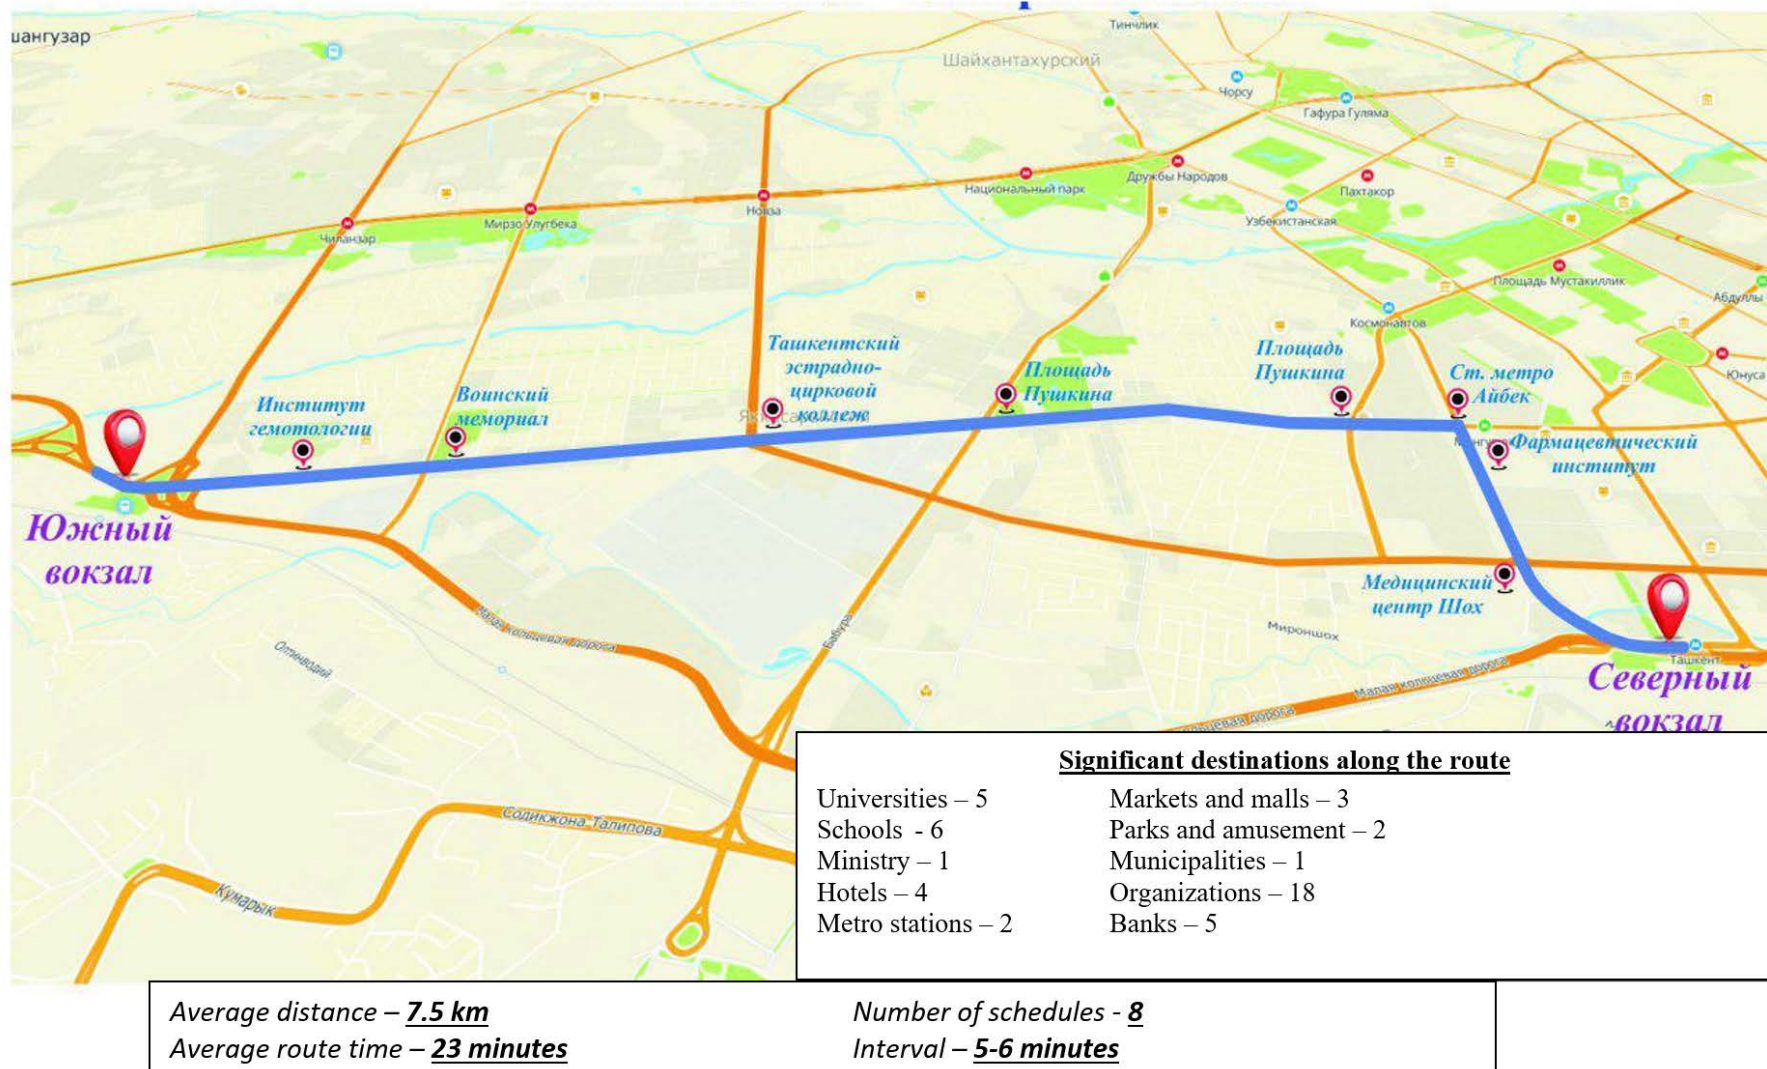 шангузар
Тинчлик
Шайхантахурский
Чорсу
Гафура Гуляма
Национальный парк
Дружбы Народов
Пахтакор
Узбекистанская
Чиланзар
Мирзо Улугбека
Новза
Площадь Мустакиллик
Абдуллы
Космонавтов
Юнуса
Институт
гемотологии
Воинский
мемориал
Ташкентский
эстрадно-
цирковой
коллеж
Площадь
Пушкина
Площадь
Пушкина
Ст. метро
Айбек
Фармацевтический
институт
Южный
вокзал
Медицинский
центр Шох
Мироншох
Малая кольцевая дорога
Бабура
Ташкент
Малая кольцевая дорога
Северный
вокзал
кольцевая дорога
Содикжона Талипова
Кумарык
Significant destinations along the route
Universities – 5 Markets and malls – 3
Schools - 6 Parks and amusement – 2
Ministry – 1 Municipalities – 1
Hotels – 4 Organizations – 18
Metro stations – 2 Banks – 5
Average distance – 7.5 km Number of schedules - 8
Average route time – 23 minutes Interval – 5-6 minutes